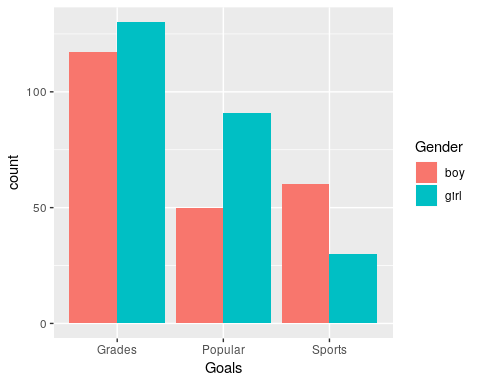 count
100
50
0
Grades
Popular
Sports
Goals
Gender
boy
girl